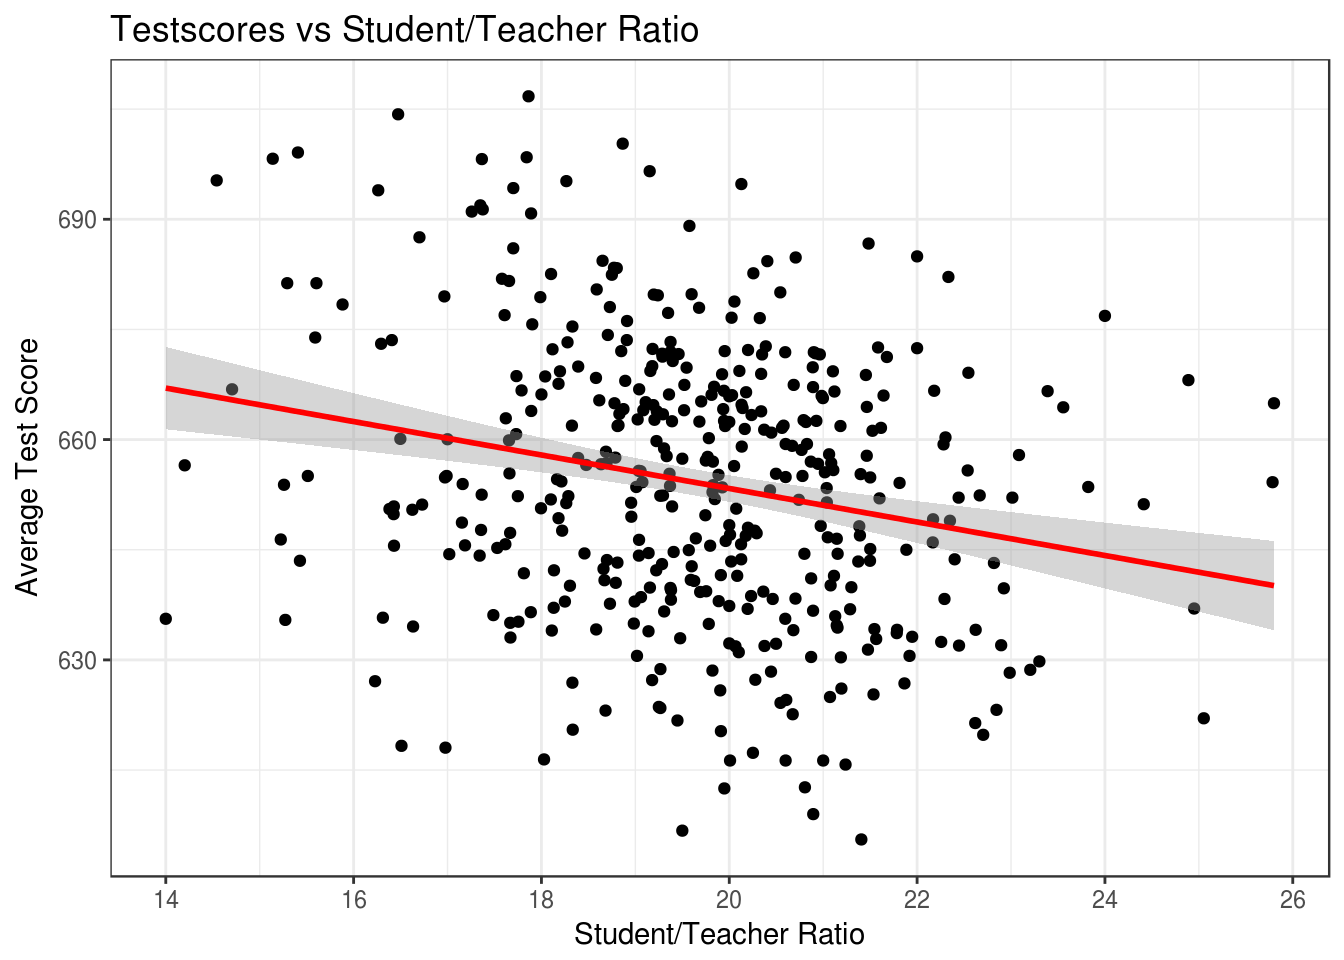 Testscores vs Student/Teacher Ratio
690
660
630
Average Test Score
14 16 18 20 22 24 26
Student/Teacher Ratio